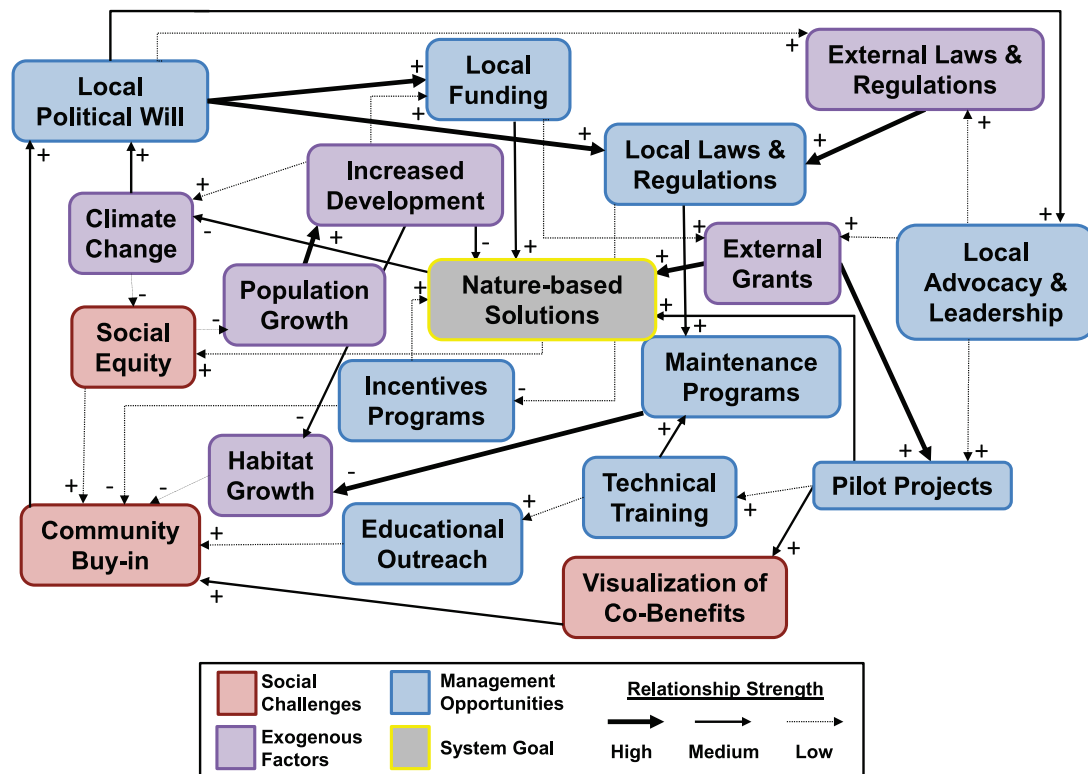 Local
Political Will
Local
Funding
External Laws &
Regulations
Local Laws &
Regulations
Increased
Development
Climate
Change
External
Grants
Local
Advocacy &
Leadership
Nature-based
Solutions
Population
Growth
Social
Equity
Maintenance
Programs
Incentives
Programs
Habitat
Growth
Technical
Training
Pilot Projects
Community
Buy-in
Educational
Outreach
Visualization of
Co-Benefits
Social
Challenges
Management
Opportunities
Relationship Strength
Exogenous
Factors
System Goal
High Medium Low